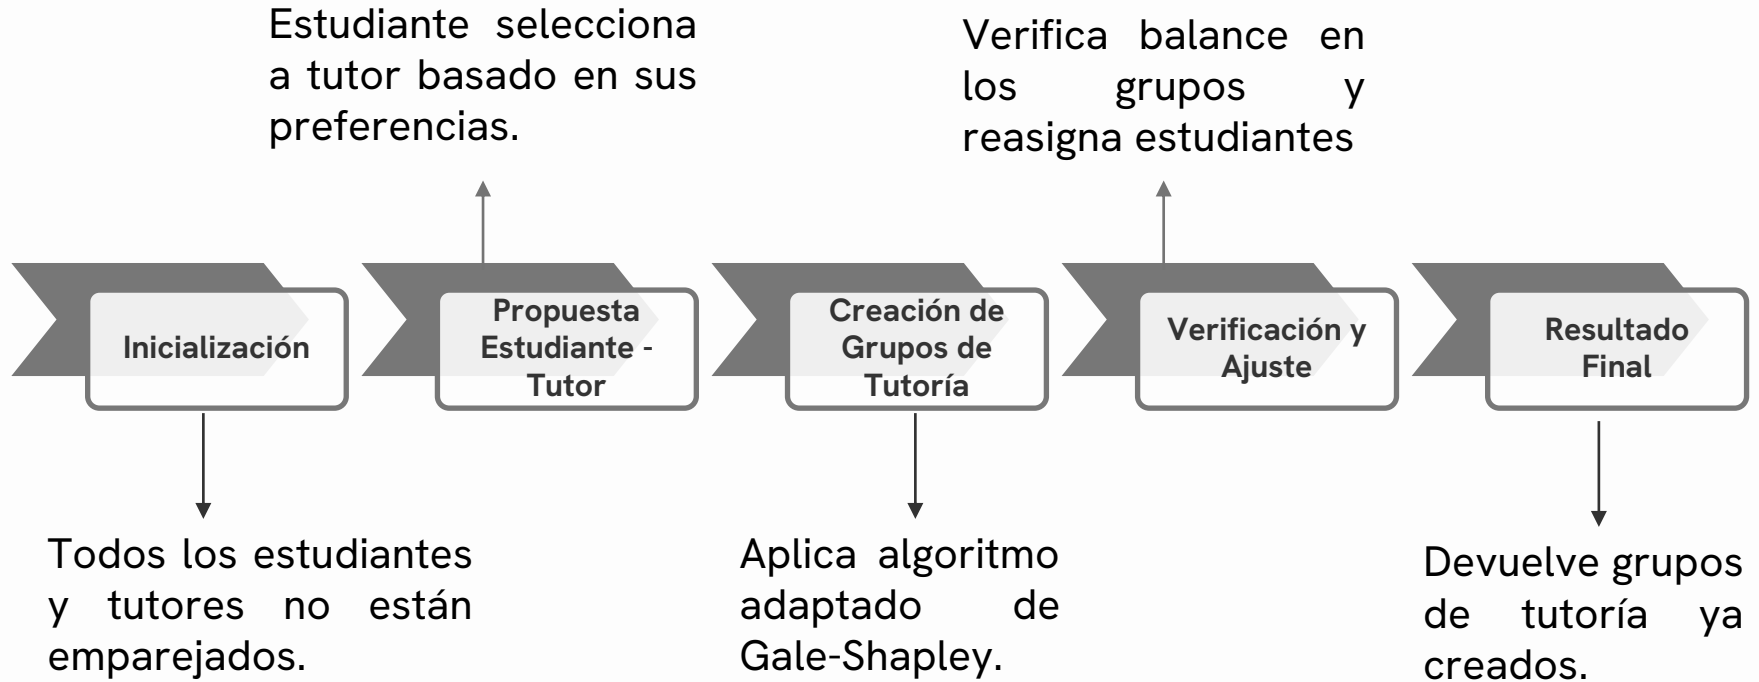 Estudiante selecciona
a tutor basado en sus
preferencias.
Verifica balance en
los grupos y
reasigna estudiantes
Inicialización
Propuesta
Estudiante -
Tutor
Creación de
Grupos de
Tutoría
Verificación y
Ajuste
Resultado
Final
Todos los estudiantes
y tutores no están
emparejados.
Aplica algoritmo
adaptado de
Gale-Shapley.
Devuelve grupos
de tutoría ya
creados.